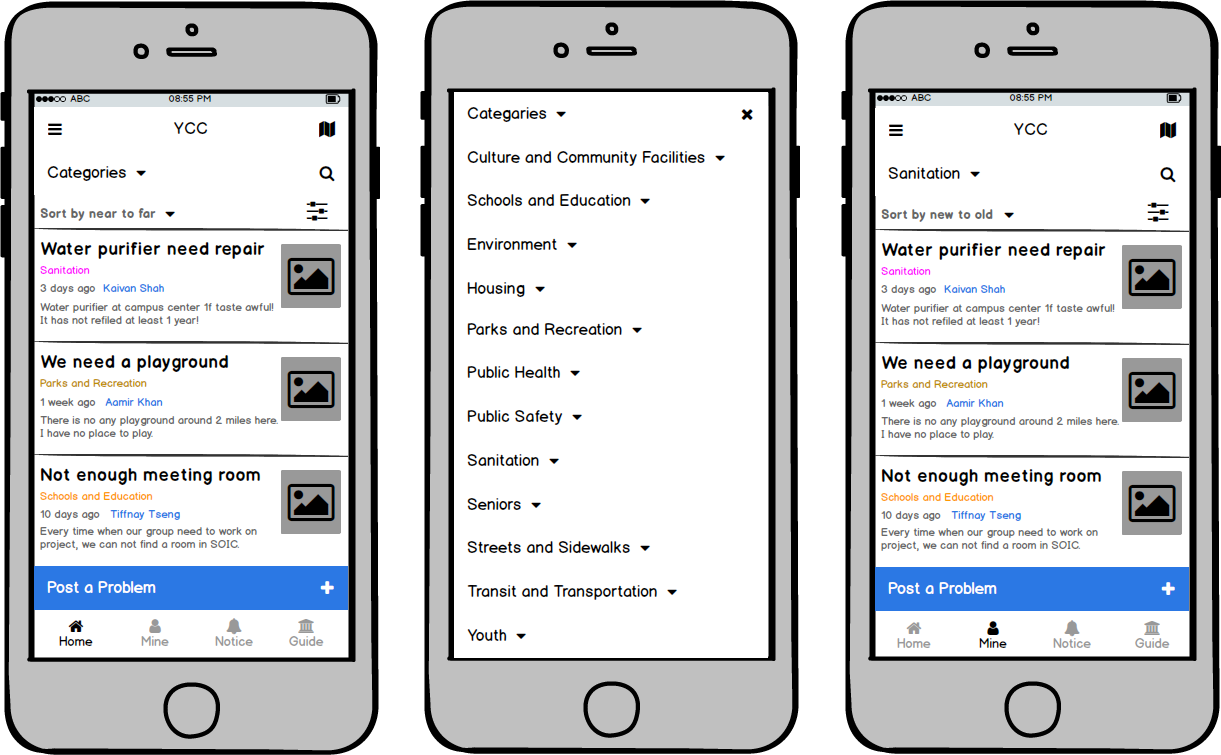 ABC 08:55 PM
YCC
Categories
Sort by near to far
Water purifier need repair
Sanitation
3 days ago Kaivan Shah
Water purifier at campus center 1f taste awful!
It has not refiled at least 1 year!
We need a playground
Parks and Recreation
1 week ago Aamir Khan
There is no any playground around 2 miles here.
I have no place to play.
Not enough meeting room
Schools and Education
10 days ago Tiffnay Tseng
Every time when our group need to work on
project, we can not find a room in SOIC.
Post a Problem
Home Mine Notice Guide
Categaries
Culture and Community Facilities
Schools and Education
Environment
Housing
Parks and Recreation
Public Health
Public Safety
Sanitation
Seniors
Streets and Sidewalks
Transit and Transportation
Youth
ABC 08:55 PM
YCC
Sanitation
Sort by new to old
Water purifier need repair
Sanitation
3 days ago Kaivan Shah
Water purifier at campus center 1f taste awful!
It has not refiled at least 1 year!
We need a playground
Parks and Recreation
1 week ago Aamir Khan
There is no any playground around 2 miles here.
I have no place to play.
Not enough meeting room
Schools and Education
10 days ago Tiffnay Tseng
Every time when our group need to work on
project, we can not find a room in SOIC.
Post a Problem
Home Mine Notice Guide